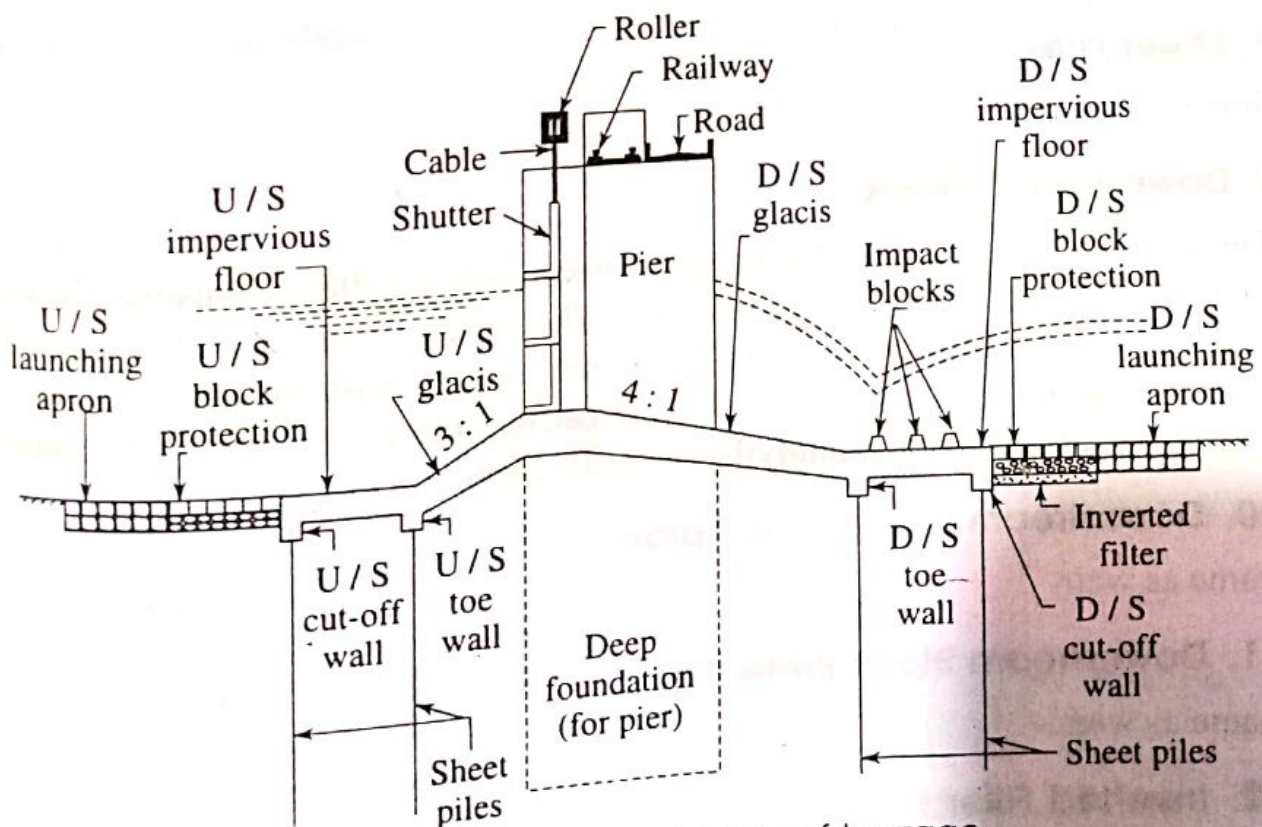 Roller
Railway
Road
Cable
Shutter
U / S
impervious
floor
U / S
launching
apron
U / S
block
protection
U / S
glacis
3 : 1
4 : 1
Pier
D / S
glacis
Impact
blocks
D / S
impervious
floor
D / S
block
protection
D / S
launching
apron
U / S
cut-off
wall
U / S
toe
wall
Deep
foundation
(for pier)
D / S
toe
wall
Inverted
filter
D / S
cut-off
wall
Sheet
piles
Sheet piles